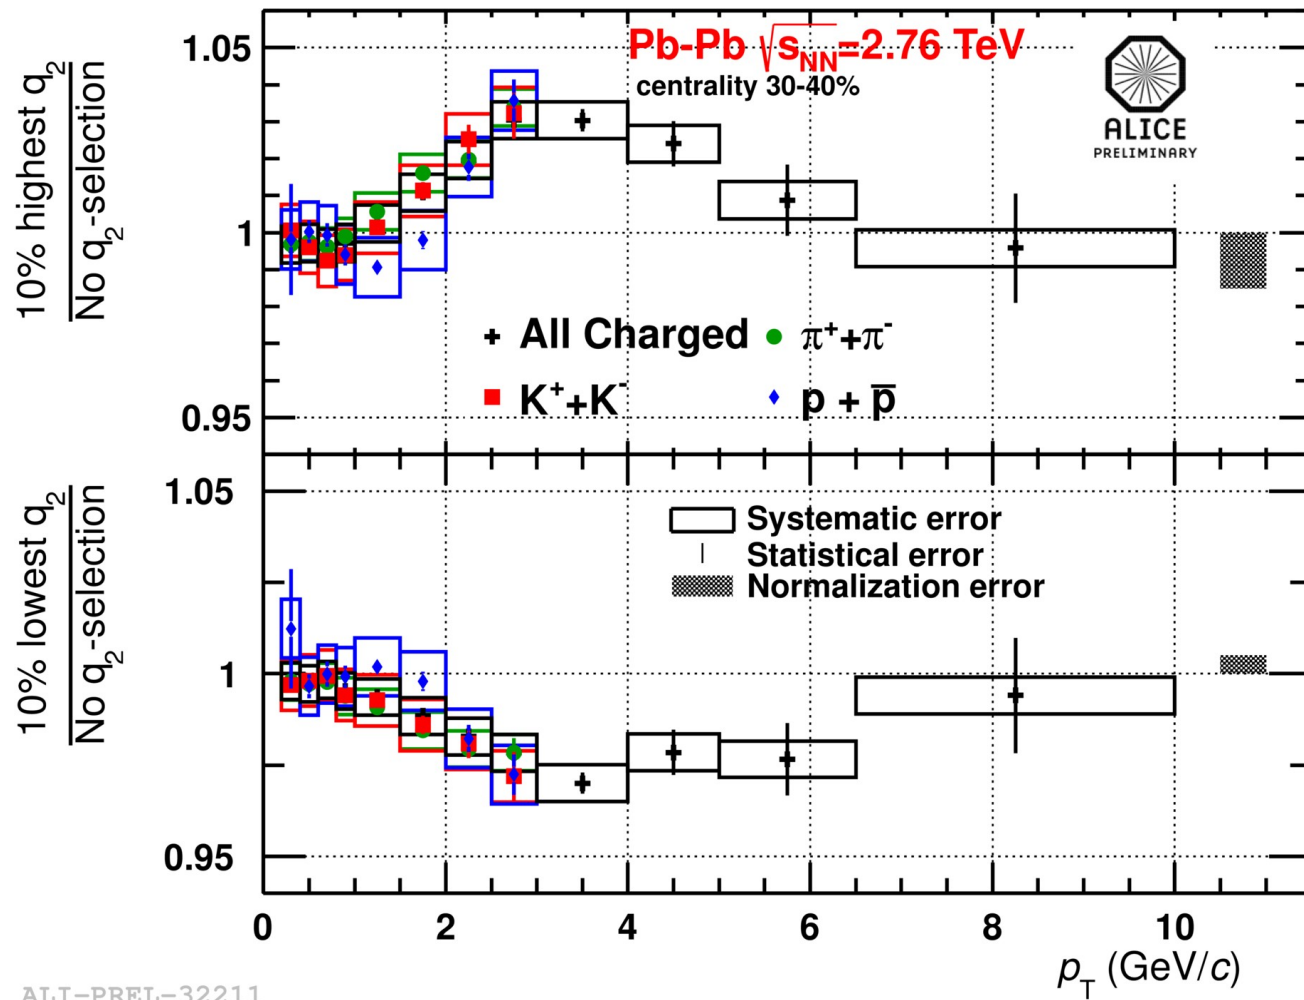 10% highest q2
No q2-selection
1.05
1
0.95
Pb-Pb √sNN=2.76 TeV
centrality 30-40%
ALICE
PRELIMINARY
All Charged
π⁺+π⁻
K⁺+K⁻
p + p̅
10% lowest q2
No q2-selection
1.05
1
0.95
Systematic error
Statistical error
Normalization error
0 2 4 6 8 10
pT (GeV/c)
ALI-PREL-32211